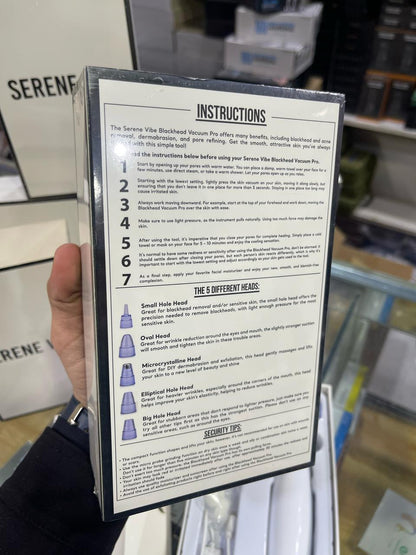 SERENE
INSTRUCTIONS
The Serene Vibe Blackhead Vacuum Pro offers many benefits, including blackhead and acne
removal, dermabrasion, and pore refining. Get the smooth, attractive skin you've always
with this simple tool!
read the instructions below before using your Serene Vibe Blackhead Vacuum Pro.
1 Start by opening up your pores with warm water. You can place a damp, warm towel over your face for a
few minutes, use direct steam, or take a warm shower. Let your pores open up as you relax.
2 Starting with the lowest setting, lightly press the skin vacuum on your skin, moving it along slowly, but
ensuring that you don't leave it in one place for more than 3 seconds. Staying in one place too long may
cause irritated skin.
3 Always work moving downward. For example, start at the top of your forehead and work down, moving the
Blackhead Vacuum Pro over the skin with ease.
4 Make sure to use light pressure, as the instrument pulls naturally. Using too much force may damage the
skin.
5 After using the tool, it's imperative that you close your pores for complete healing. Simply place a cold
towel or mask on your face for 5 - 10 minutes and enjoy the cooling sensation.
6 It's normal to have some redness or sensitivity after using the Blackhead Vacuum Pro, don't be alarmed! It
should settle down after closing your pores, but each person's skin reacts differently, which is why it's
important to start with the lowest setting and adjust accordingly as your skin gets used to the tool.
7 As a final step, apply your favorite facial moisturizer and enjoy your new, smooth, and blemish-free
complexion.
THE 5 DIFFERENT HEADS:
Small Hole Head
Great for blackhead removal and/or sensitive skin, the small hole head offers the
precision needed to remove blackheads, with light enough pressure for the most
sensitive skin.
Oval Head
Great for wrinkle reduction around the eyes and mouth, the slightly stronger suction
will smooth and tighten the skin in these trouble areas.
Microcrystalline Head
Great for DIY dermabrasion and exfoliation, this head gently massages and lifts
your skin to a new level of beauty and shine
Elliptical Hole Head
Great for heavier wrinkles, especially around the corners of the mouth, this head
helps improve your skin's elasticity, helping to reduce wrinkles.
Big Hole Head
Great for stubborn areas that don't respond to lighter pressure, just make sure you
try all other tips first as this has the strongest suction. Please don't use on any
sensitive areas, such as around the eyes.
SECURITY TIPS:
SERENE V